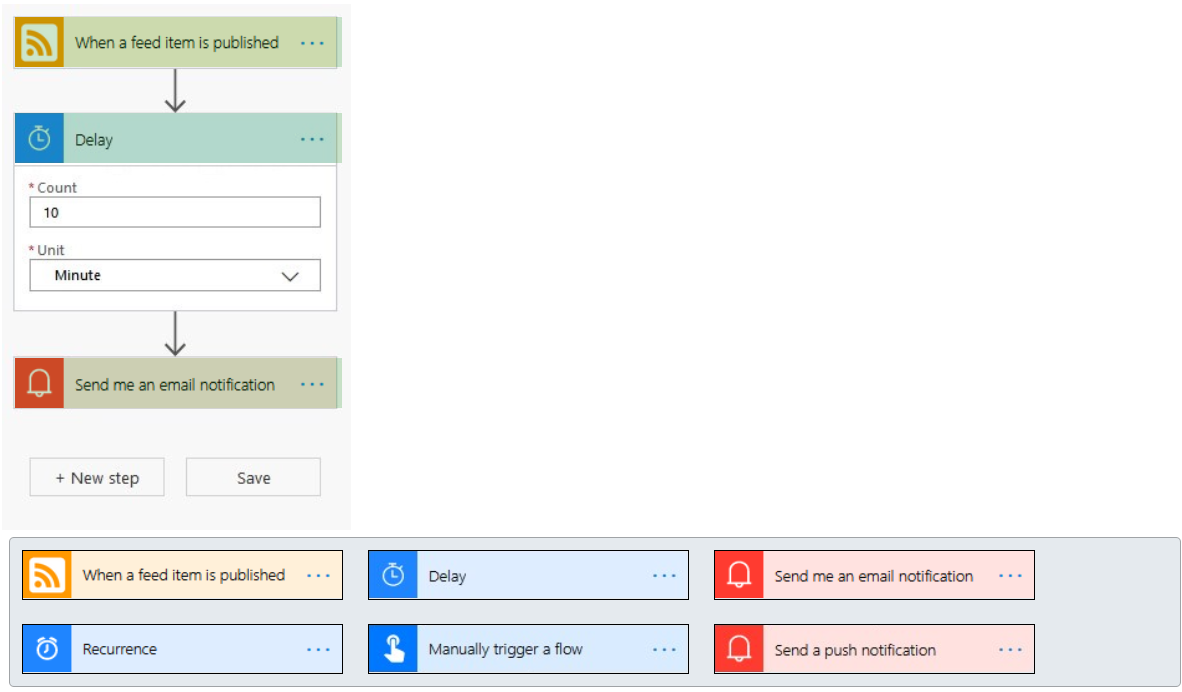 When a feed item is published ...
Delay ...
* Count
10
* Unit
Minute
Send me an email notification ...
+ New step Save
When a feed item is published ... Delay ... Send me an email notification ...
Recurrence ... Manually trigger a flow ... Send a push notification ...